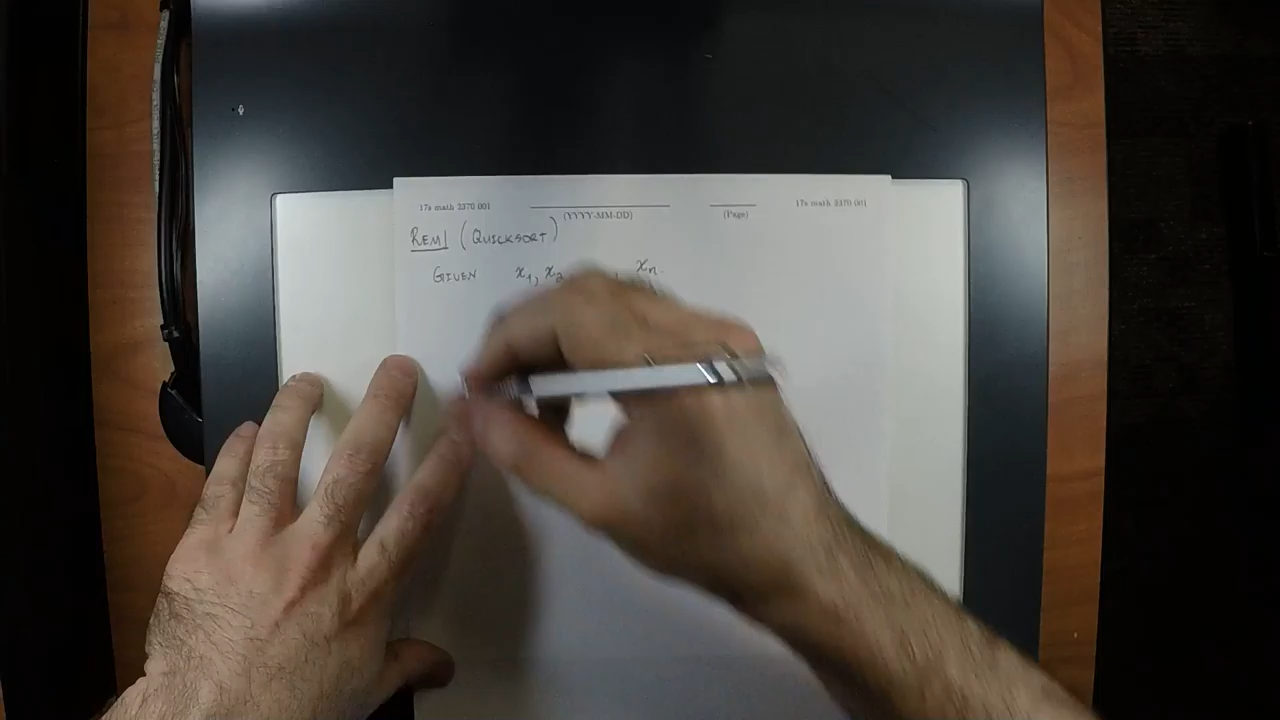 17s math 2370 001 (YYYY-MM-DD) (Page) 17s math 2370 001
REM| (QUICKSORT)
GIVEN x1, x2 xn.